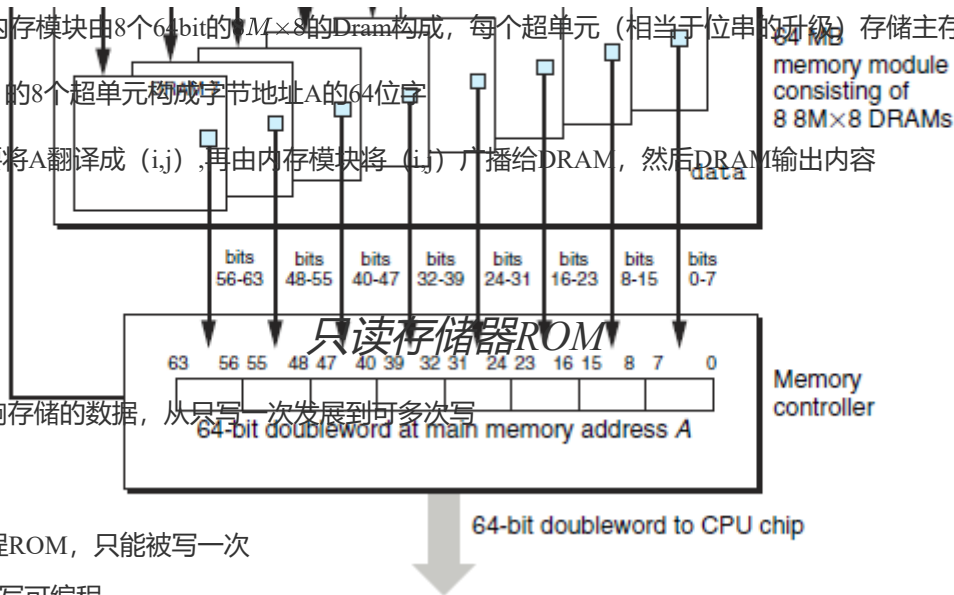 内存模块由8个64bit的8M×8的Dram构成，每个超单元（相当于位串的升级）存储主存
64 MB
memory module
consisting of
8 8M×8 DRAMs
的8个超单元构成字节地址A的64位字
将A翻译成（i,j）,再由内存模块将（i,j）广播给DRAM，然后DRAM输出内容
data
bits bits bits bits bits bits bits bits
56-63 48-55 40-47 32-39 24-31 16-23 8-15 0-7
只读存储器ROM
63 56 55 48 47 40 39 32 31 24 23 16 15 8 7 0
Memory
controller
存储的数据，从只写一次发展到可多次写
64-bit doubleword at main memory address A
64-bit doubleword to CPU chip
程ROM，只能被写一次
写可编程